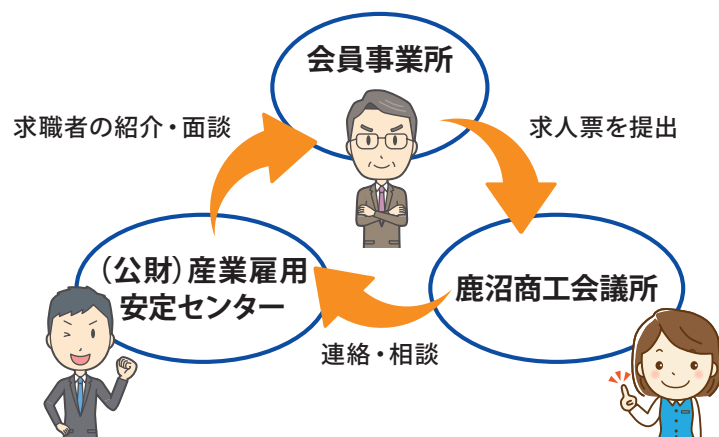 会員事業所
求職者の紹介・面談
求人票を提出
（公財）産業雇用
安定センター
鹿沼商工会議所
連絡・相談